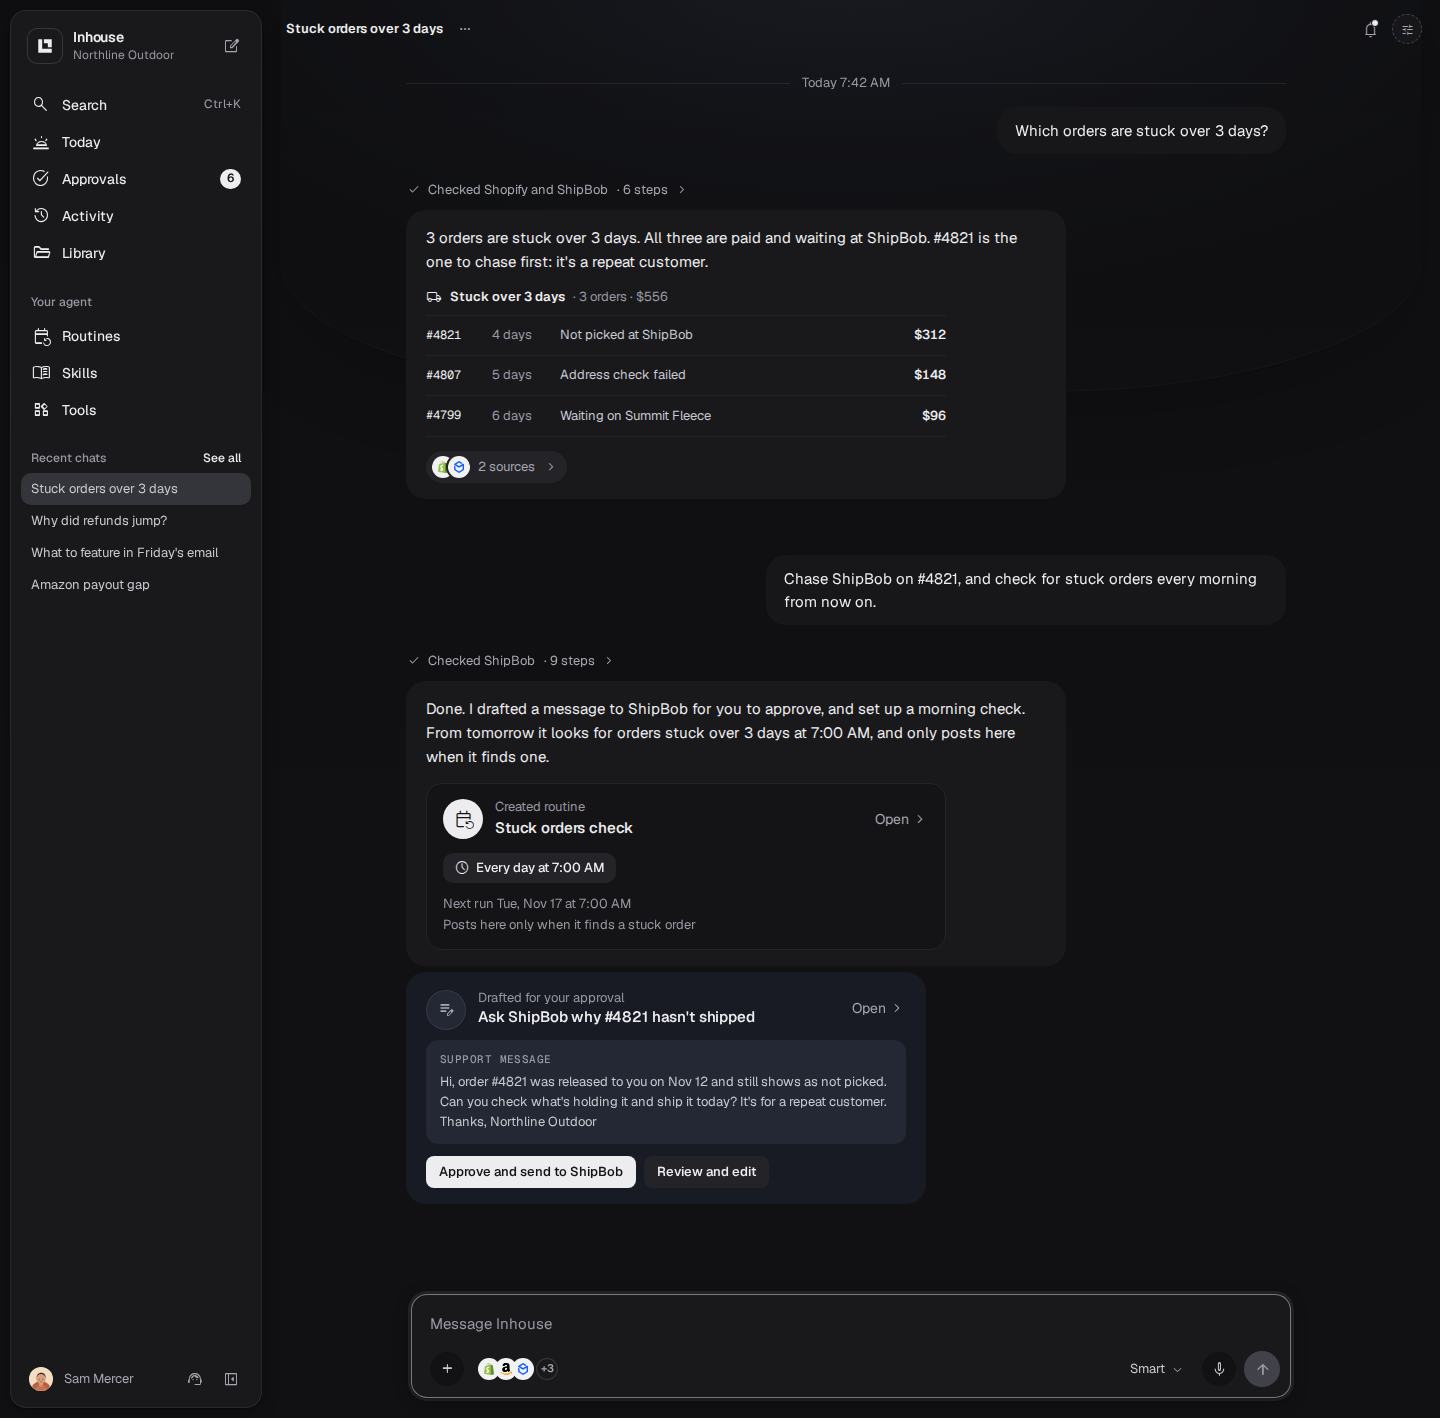 Inhouse
Northline Outdoor
Search Ctrl+K
Today
Approvals 6
Activity
Library
Your agent
Routines
Skills
Tools
Recent chats See all
Stuck orders over 3 days
Why did refunds jump?
What to feature in Friday's email
Amazon payout gap
Sam Mercer
Stuck orders over 3 days ...
Today 7:42 AM
Which orders are stuck over 3 days?
Checked Shopify and ShipBob · 6 steps
3 orders are stuck over 3 days. All three are paid and waiting at ShipBob. #4821 is the
one to chase first: it's a repeat customer.
Stuck over 3 days · 3 orders · $556
#4821 4 days Not picked at ShipBob $312
#4807 5 days Address check failed $148
#4799 6 days Waiting on Summit Fleece $96
2 sources
Chase ShipBob on #4821, and check for stuck orders every morning
from now on.
Checked ShipBob · 9 steps
Done. I drafted a message to ShipBob for you to approve, and set up a morning check.
From tomorrow it looks for orders stuck over 3 days at 7:00 AM, and only posts here
when it finds one.
Created routine
Stuck orders check
Open
Every day at 7:00 AM
Next run Tue, Nov 17 at 7:00 AM
Posts here only when it finds a stuck order
Drafted for your approval
Ask ShipBob why #4821 hasn't shipped
Open
SUPPORT MESSAGE
Hi, order #4821 was released to you on Nov 12 and still shows as not picked.
Can you check what's holding it and ship it today? It's for a repeat customer.
Thanks, Northline Outdoor
Approve and send to ShipBob Review and edit
Message Inhouse
a +3 Smart